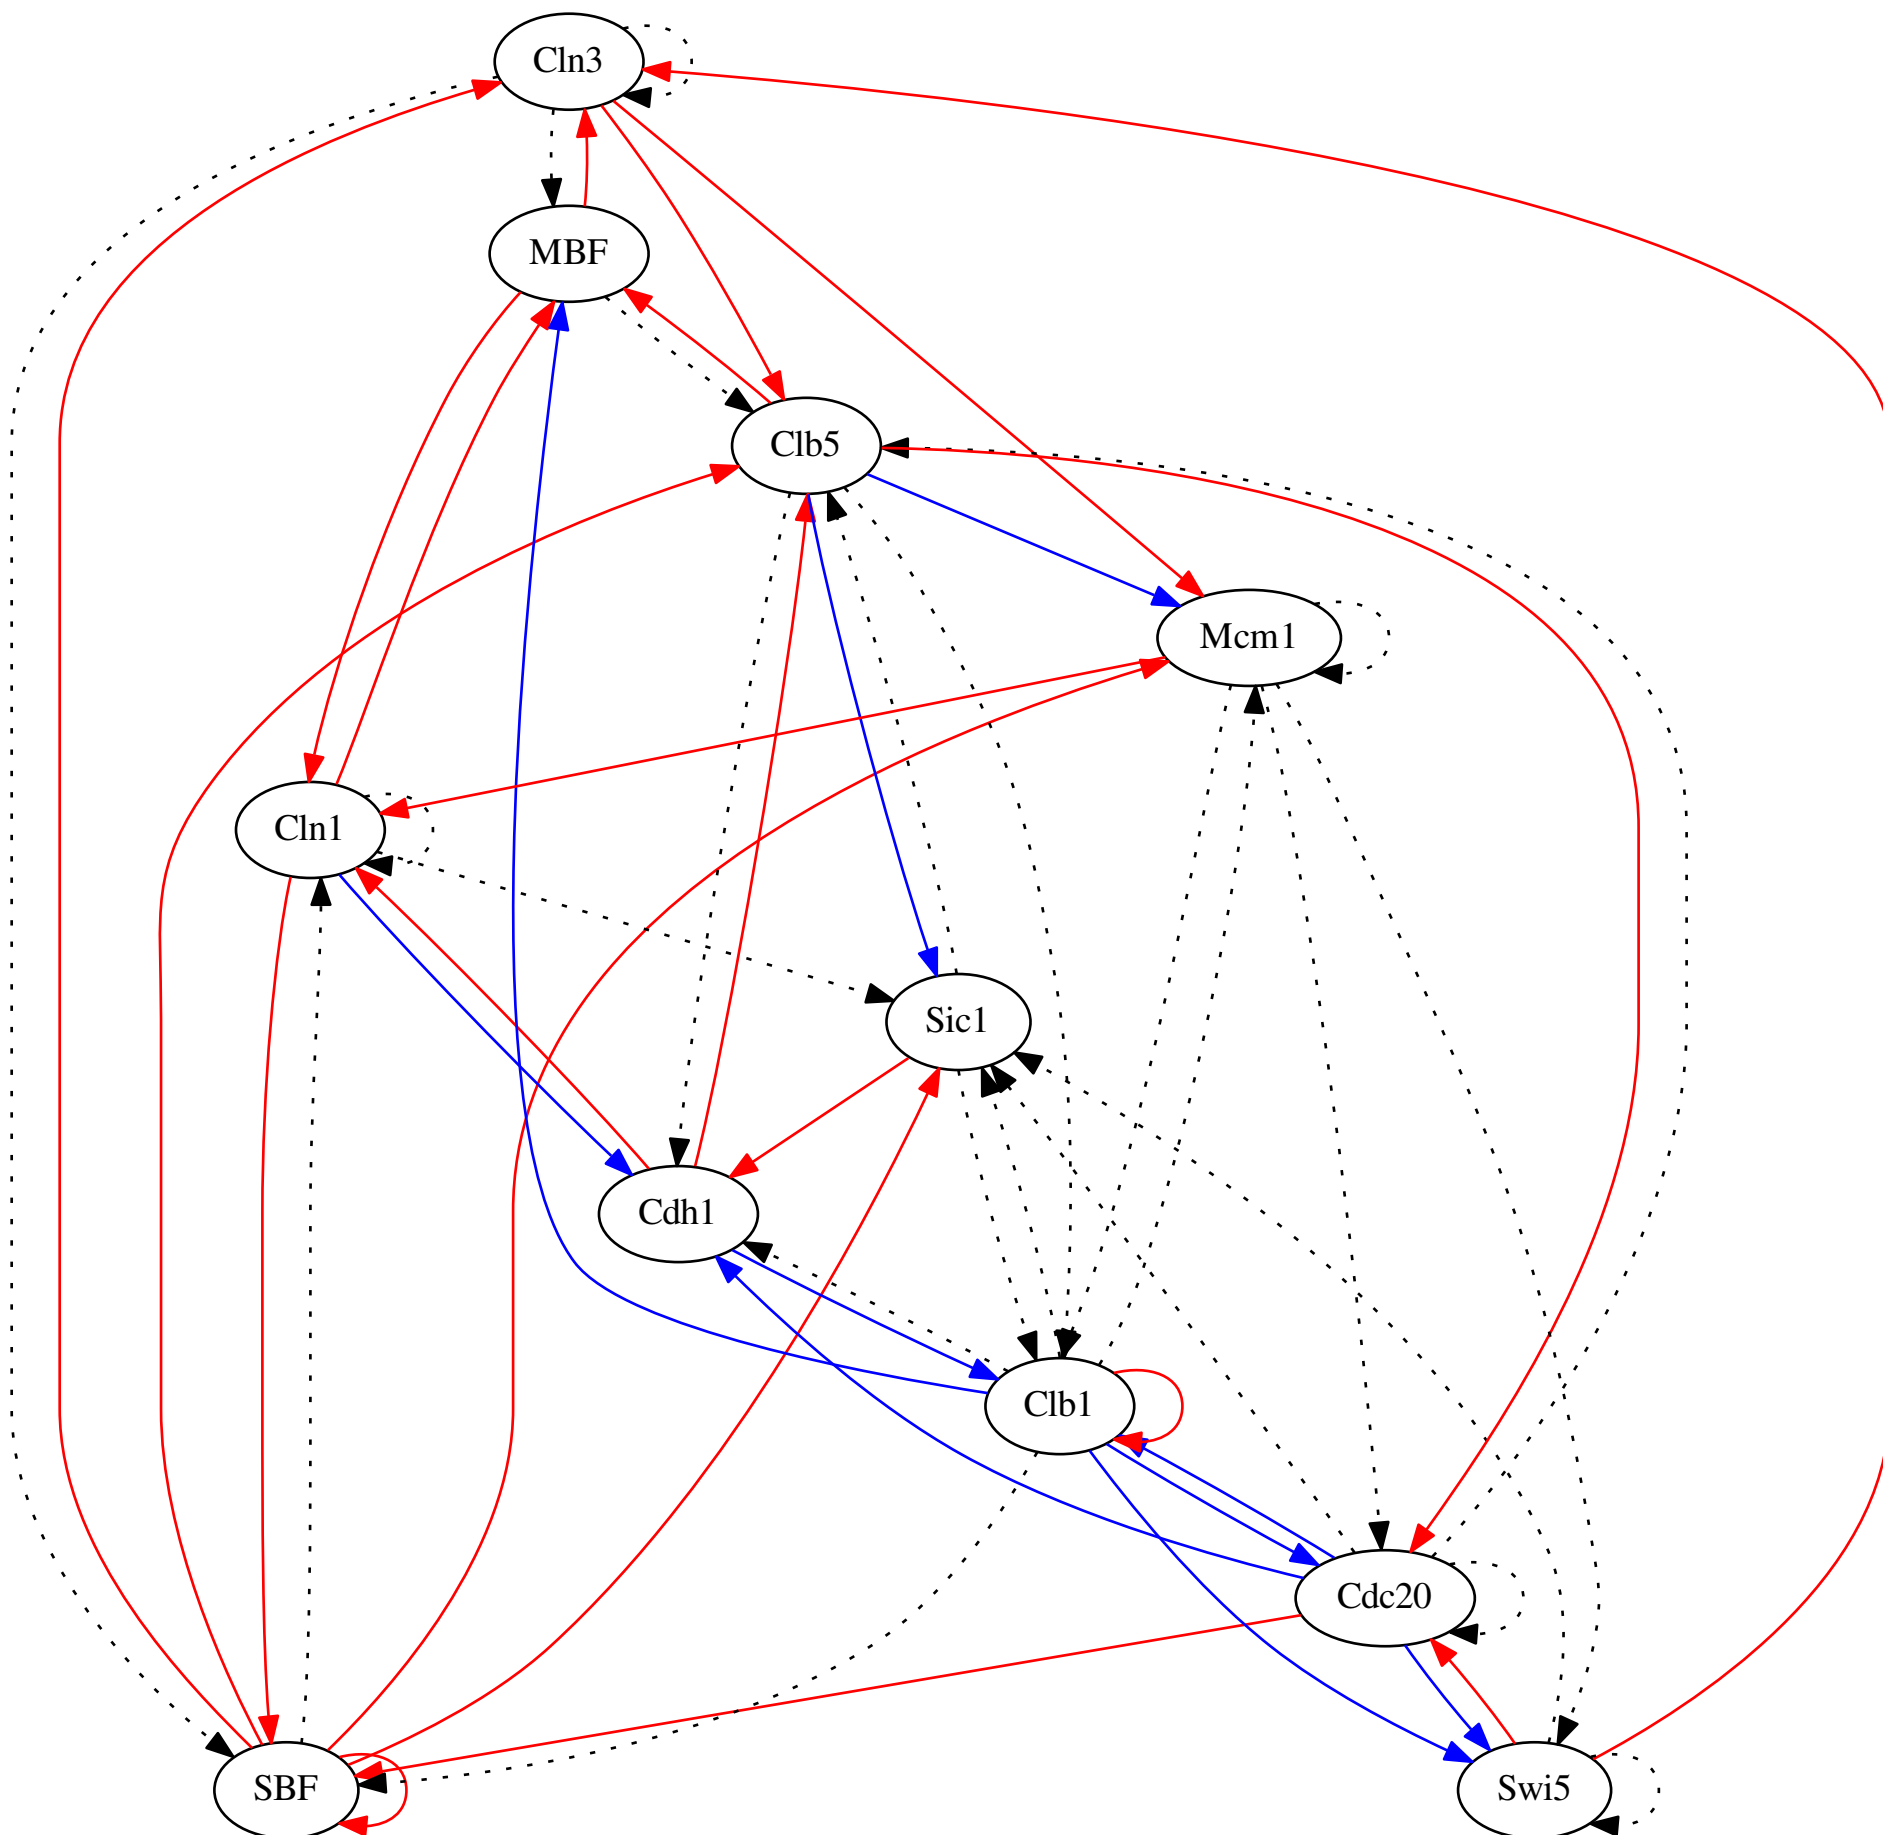 Cln3
MBF
Clb5
Mcm1
Cln1
Sic1
Cdh1
Clb1
Cdc20
SBF
Swi5